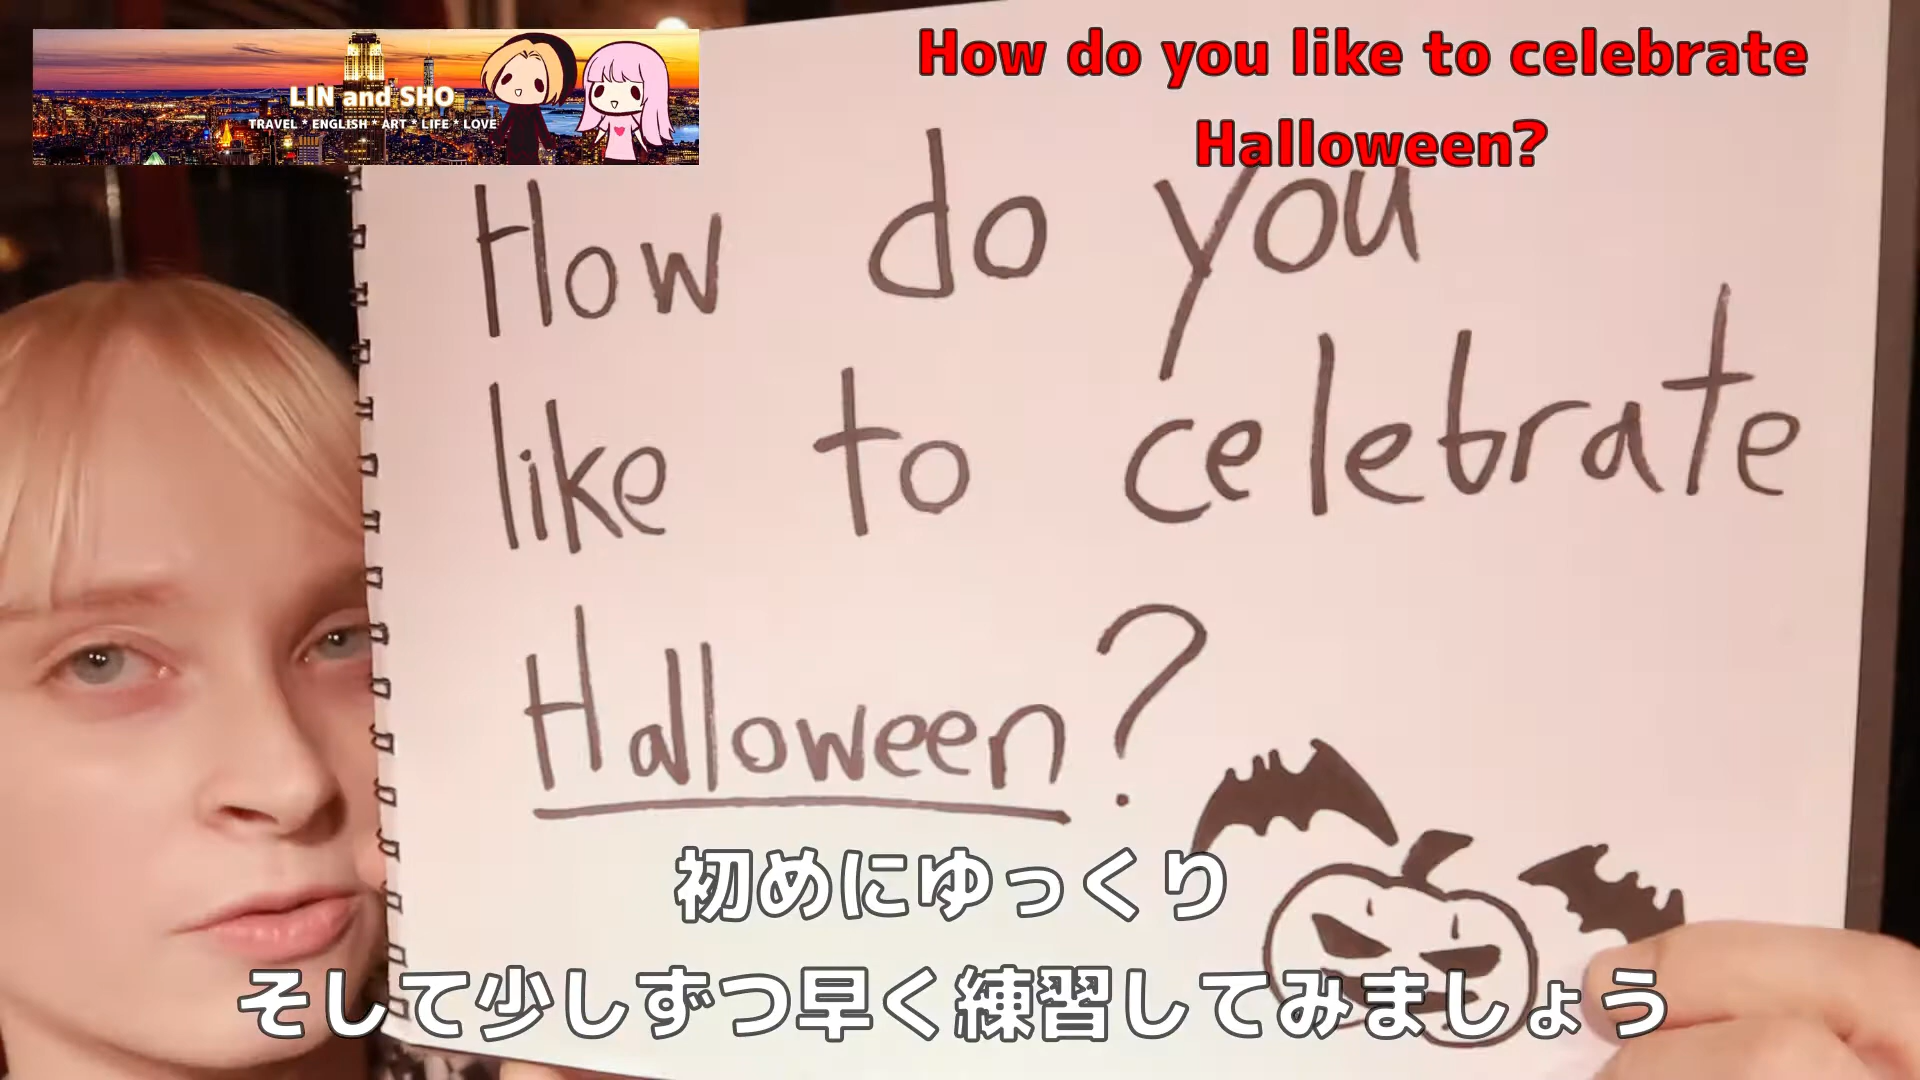 LIN and SHO
TRAVEL * ENGLISH * ART * LIFE * LOVE
How do you like to celebrate
Halloween?
How do you
like to celebrate
Halloween?
初めにゆっくり
そして少しずつ早く練習してみましょう